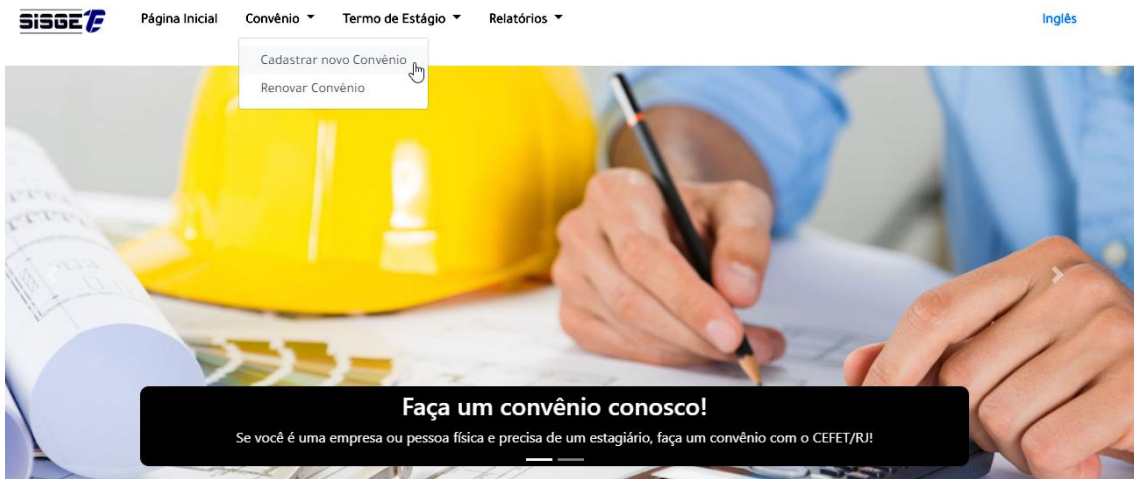 SISGE
Página Inicial
Convênio
Termo de Estágio
Relatórios
Inglês
Cadastrar novo Convênio
Renovar Convênio
Faça um convênio conosco!
Se você é uma empresa ou pessoa física e precisa de um estagiário, faça um convênio com o CEFET/RJ!